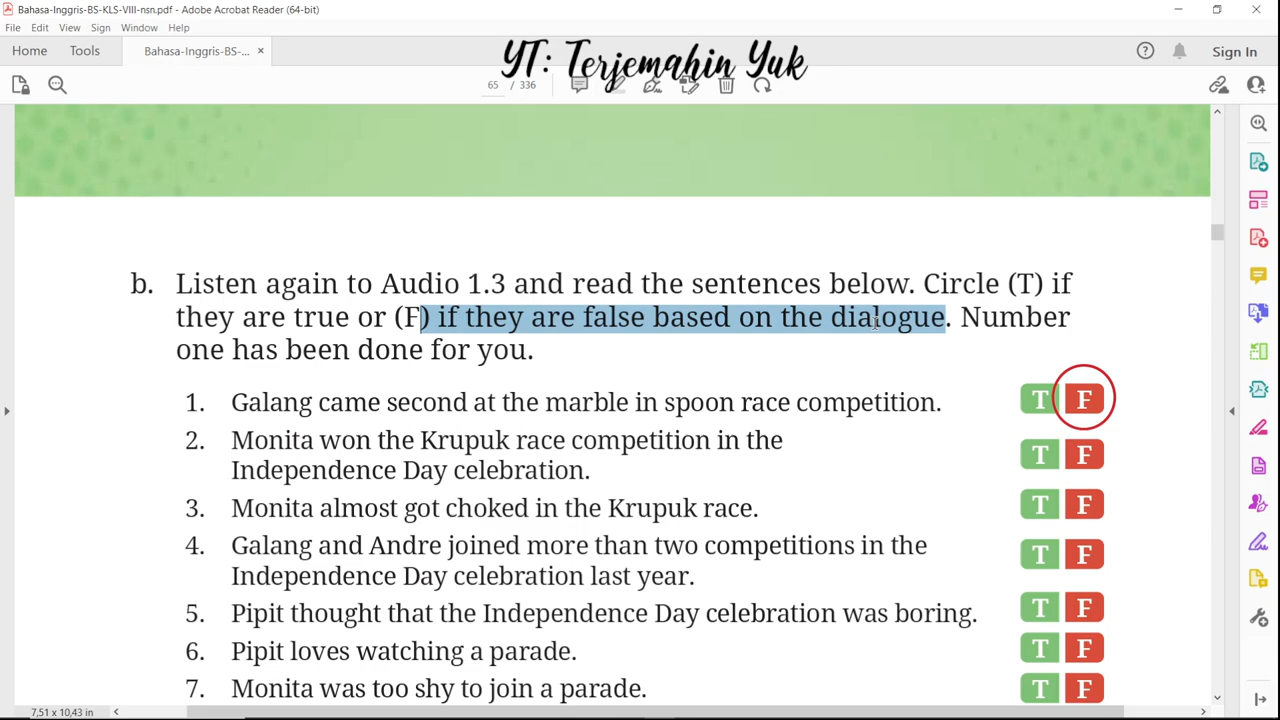 Bahasa-Inggris-BS-KLS-VIII-nsn.pdf - Adobe Acrobat Reader (64-bit)
File Edit View Sign Window Help
Home Tools Bahasa-Inggris-BS-... × Sign In
YT: Terjemahin Yuk
65 / 336
b. Listen again to Audio 1.3 and read the sentences below. Circle (T) if
they are true or (F) if they are false based on the dialogue. Number
one has been done for you.
1. Galang came second at the marble in spoon race competition. T F
2. Monita won the Krupuk race competition in the
Independence Day celebration. T F
3. Monita almost got choked in the Krupuk race. T F
4. Galang and Andre joined more than two competitions in the
Independence Day celebration last year. T F
5. Pipit thought that the Independence Day celebration was boring. T F
6. Pipit loves watching a parade. T F
7. Monita was too shy to join a parade. T F
7,51 x 10,43 in